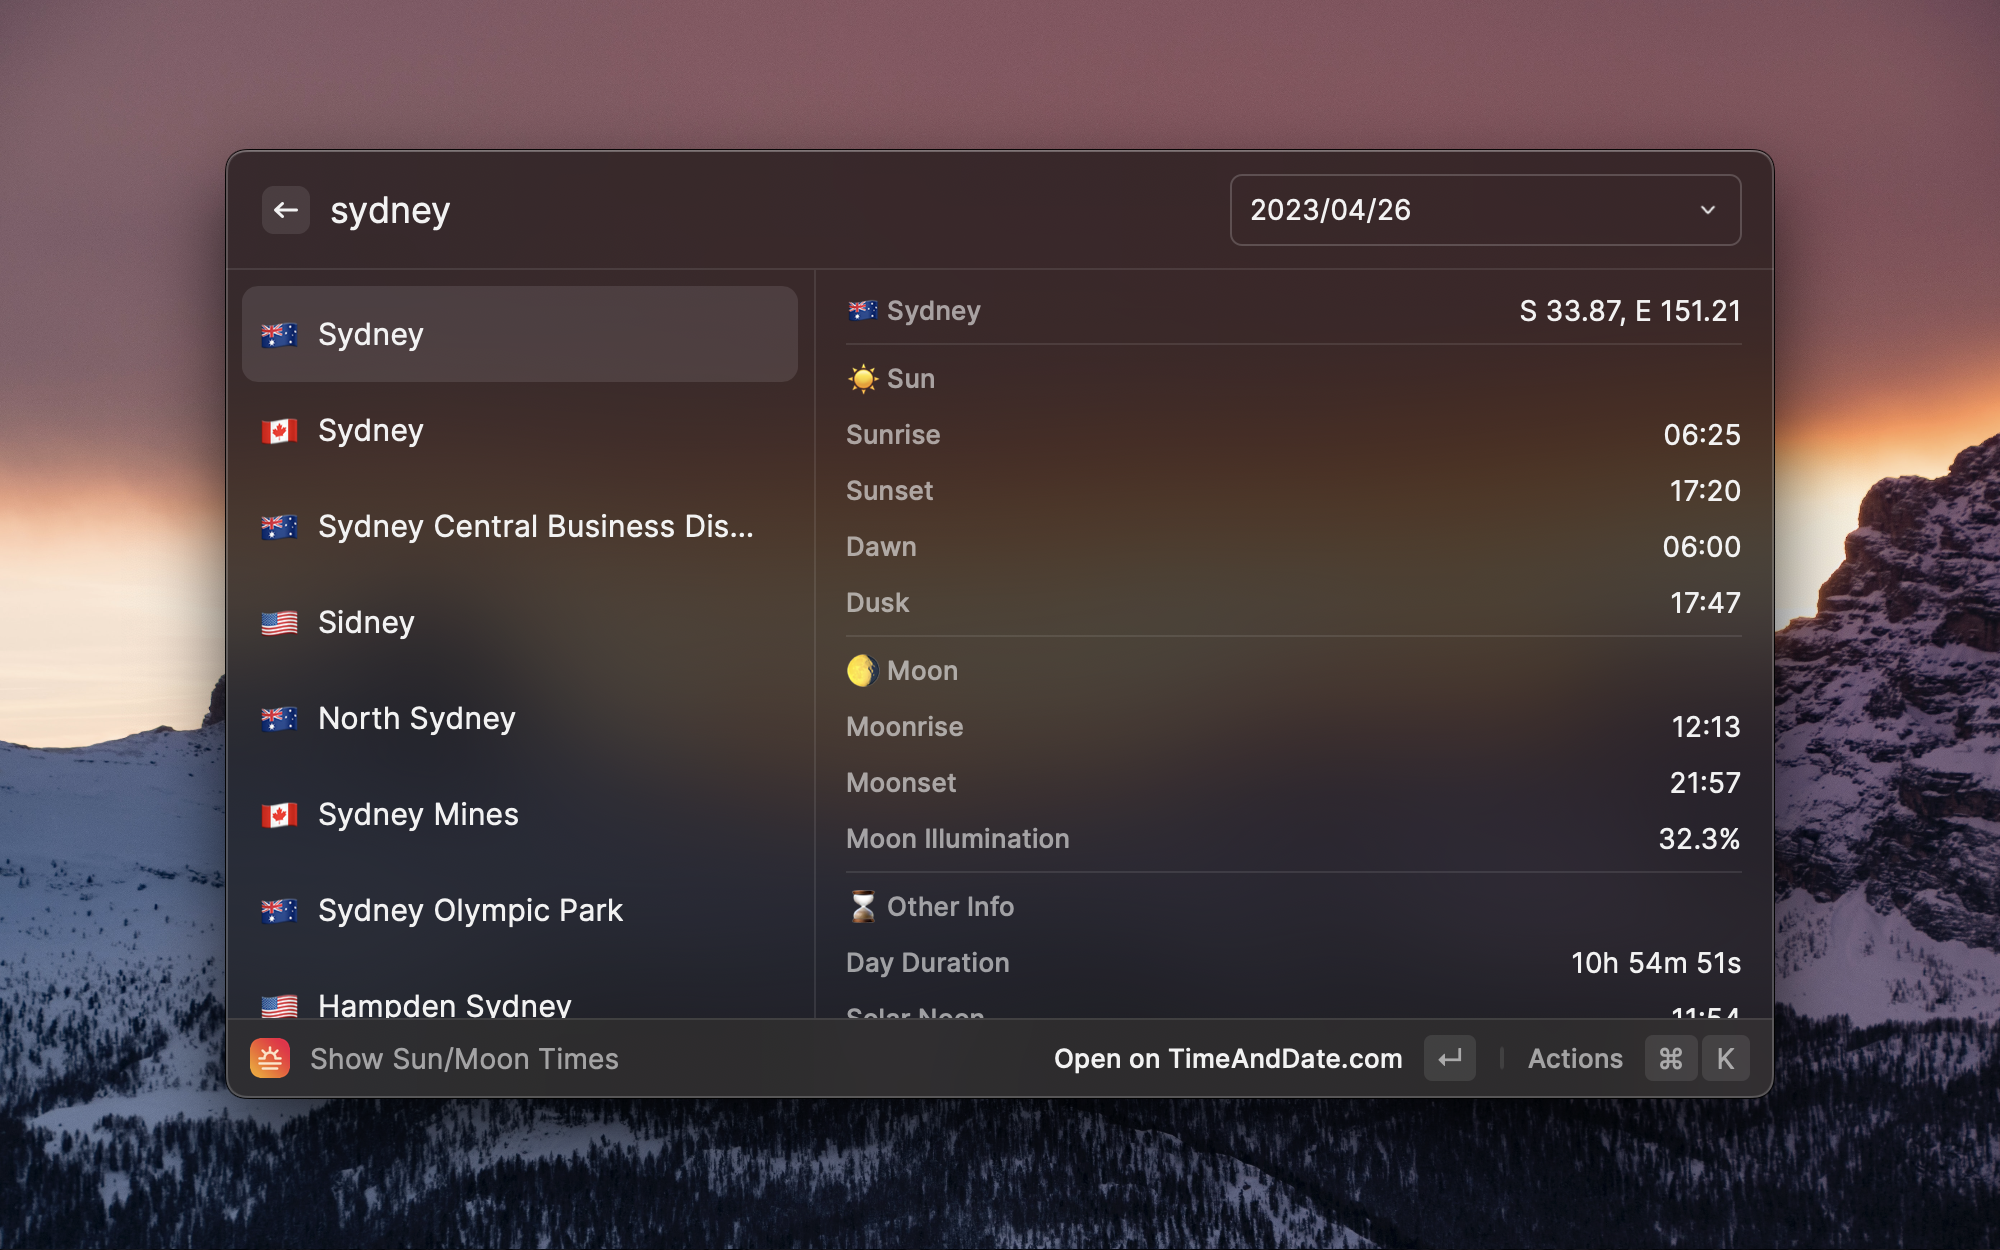 sydney
2023/04/26
Sydney
Sydney
Sydney Central Business Dis...
Sidney
North Sydney
Sydney Mines
Sydney Olympic Park
Hampden Sydney
Sydney S 33.87, E 151.21
Sun
Sunrise 06:25
Sunset 17:20
Dawn 06:00
Dusk 17:47
Moon
Moonrise 12:13
Moonset 21:57
Moon Illumination 32.3%
Other Info
Day Duration 10h 54m 51s
Solar Noon 11:54
Show Sun/Moon Times
Open on TimeAndDate.com
Actions ⌘ K